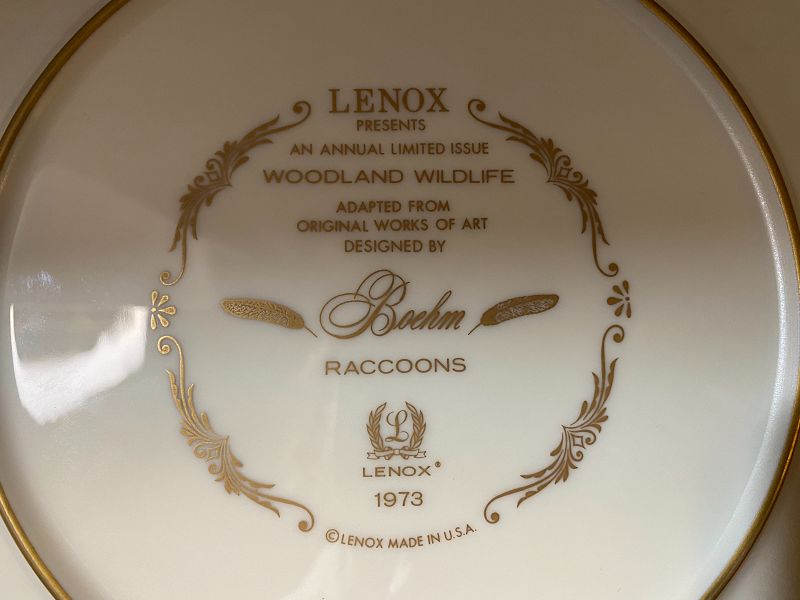 LENOX
PRESENTS
AN ANNUAL LIMITED ISSUE
WOODLAND WILDLIFE
ADAPTED FROM
ORIGINAL WORKS OF ART
DESIGNED BY
Boehm
RACCOONS
L
LENOX®
1973
©LENOX MADE IN U.S.A.